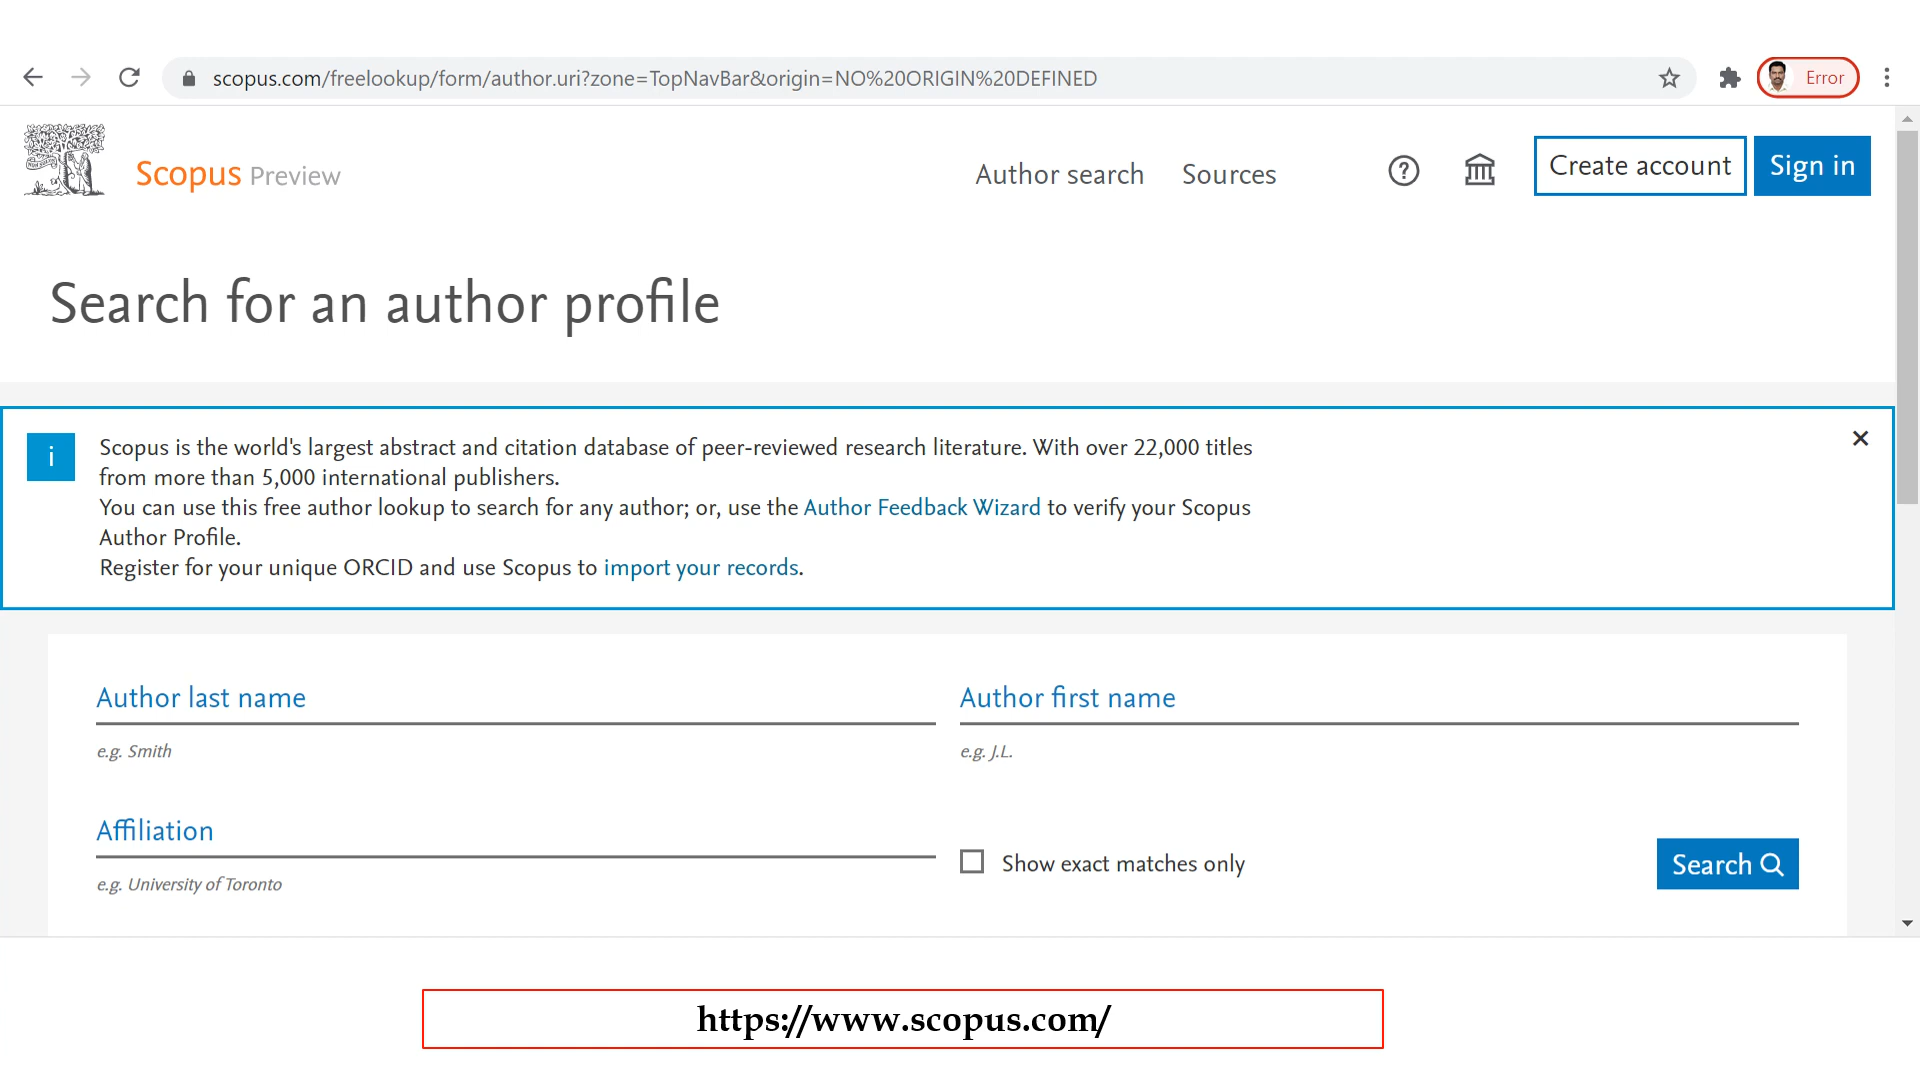 scopus.com/freelookup/form/author.uri?zone=TopNavBar&origin=NO%20ORIGIN%20DEFINED
Error
Scopus Preview
Author search
Sources
Create account
Sign in
Search for an author profile
i
Scopus is the world's largest abstract and citation database of peer-reviewed research literature. With over 22,000 titles
from more than 5,000 international publishers.
You can use this free author lookup to search for any author; or, use the Author Feedback Wizard to verify your Scopus
Author Profile.
Register for your unique ORCID and use Scopus to import your records.
Author last name
Author first name
e.g. Smith
e.g. J.L.
Affiliation
Show exact matches only
Search
e.g. University of Toronto
https://www.scopus.com/